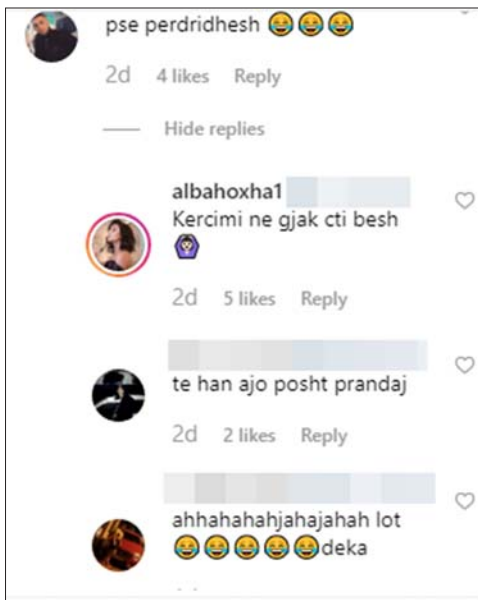 pse perdridhesh 😂😂😂
2d 4 likes Reply
Hide replies
albahoxha1
Kercimi ne gjak cti besh
🙆🏻‍♀️
2d 5 likes Reply
te han ajo posht prandaj
2d 2 likes Reply
ahhahahahjahajahah lot
😂😂😂😂😂deka